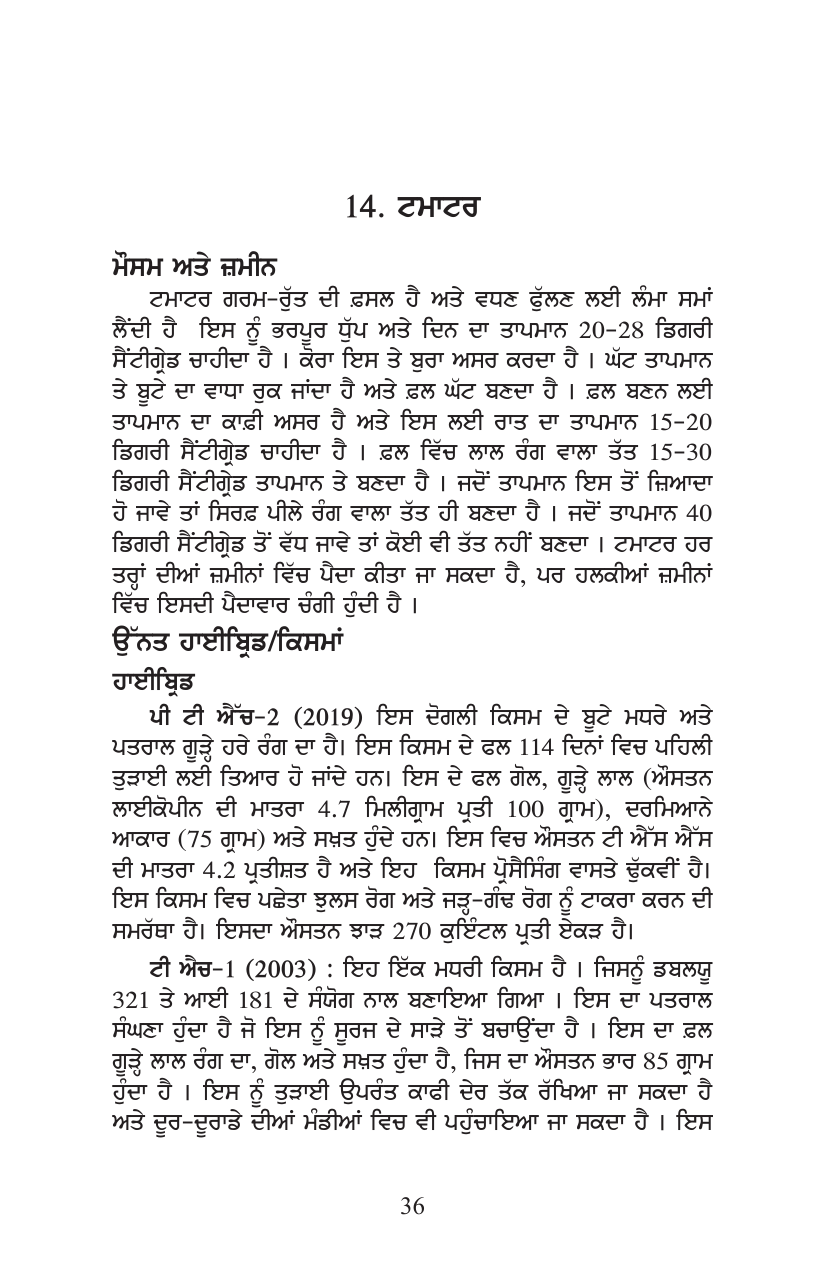 14. ਟਮਾਟਰ
ਮੌਸਮ ਅਤੇ ਜ਼ਮੀਨ
ਟਮਾਟਰ ਗਰਮ-ਰੁੱਤ ਦੀ ਫ਼ਸਲ ਹੈ ਅਤੇ ਵਧਣ ਫੁੱਲਣ ਲਈ ਲੰਮਾ ਸਮਾਂ
ਲੈਂਦੀ ਹੈ ਇਸ ਨੂੰ ਭਰਪੂਰ ਧੁੱਪ ਅਤੇ ਦਿਨ ਦਾ ਤਾਪਮਾਨ 20-28 ਡਿਗਰੀ
ਸੈਂਟੀਗ੍ਰੇਡ ਚਾਹੀਦਾ ਹੈ । ਕੋਰਾ ਇਸ ਤੇ ਬੁਰਾ ਅਸਰ ਕਰਦਾ ਹੈ । ਘੱਟ ਤਾਪਮਾਨ
ਤੇ ਬੂਟੇ ਦਾ ਵਾਧਾ ਰੁਕ ਜਾਂਦਾ ਹੈ ਅਤੇ ਫ਼ਲ ਘੱਟ ਬਣਦਾ ਹੈ । ਫ਼ਲ ਬਣਨ ਲਈ
ਤਾਪਮਾਨ ਦਾ ਕਾਫ਼ੀ ਅਸਰ ਹੈ ਅਤੇ ਇਸ ਲਈ ਰਾਤ ਦਾ ਤਾਪਮਾਨ 15-20
ਡਿਗਰੀ ਸੈਂਟੀਗ੍ਰੇਡ ਚਾਹੀਦਾ ਹੈ । ਫ਼ਲ ਵਿੱਚ ਲਾਲ ਰੰਗ ਵਾਲਾ ਤੱਤ 15-30
ਡਿਗਰੀ ਸੈਂਟੀਗ੍ਰੇਡ ਤਾਪਮਾਨ ਤੇ ਬਣਦਾ ਹੈ । ਜਦੋਂ ਤਾਪਮਾਨ ਇਸ ਤੋਂ ਜ਼ਿਆਦਾ
ਹੋ ਜਾਵੇ ਤਾਂ ਸਿਰਫ਼ ਪੀਲੇ ਰੰਗ ਵਾਲਾ ਤੱਤ ਹੀ ਬਣਦਾ ਹੈ । ਜਦੋਂ ਤਾਪਮਾਨ 40
ਡਿਗਰੀ ਸੈਂਟੀਗ੍ਰੇਡ ਤੋਂ ਵੱਧ ਜਾਵੇ ਤਾਂ ਕੋਈ ਵੀ ਤੱਤ ਨਹੀਂ ਬਣਦਾ । ਟਮਾਟਰ ਹਰ
ਤਰ੍ਹਾਂ ਦੀਆਂ ਜ਼ਮੀਨਾਂ ਵਿੱਚ ਪੈਦਾ ਕੀਤਾ ਜਾ ਸਕਦਾ ਹੈ, ਪਰ ਹਲਕੀਆਂ ਜ਼ਮੀਨਾਂ
ਵਿੱਚ ਇਸਦੀ ਪੈਦਾਵਾਰ ਚੰਗੀ ਹੁੰਦੀ ਹੈ ।
ਉੱਨਤ ਹਾਈਬ੍ਰਿਡ/ਕਿਸਮਾਂ
ਹਾਈਬ੍ਰਿਡ
ਪੀ ਟੀ ਐੱਚ-2 (2019) ਇਸ ਦੋਗਲੀ ਕਿਸਮ ਦੇ ਬੂਟੇ ਮਧਰੇ ਅਤੇ
ਪਤਰਾਲ ਗੂੜ੍ਹੇ ਹਰੇ ਰੰਗ ਦਾ ਹੈ। ਇਸ ਕਿਸਮ ਦੇ ਫਲ 114 ਦਿਨਾਂ ਵਿਚ ਪਹਿਲੀ
ਤੁੜਾਈ ਲਈ ਤਿਆਰ ਹੋ ਜਾਂਦੇ ਹਨ। ਇਸ ਦੇ ਫਲ ਗੋਲ, ਗੂੜ੍ਹੇ ਲਾਲ (ਔਸਤਨ
ਲਾਈਕੋਪੀਨ ਦੀ ਮਾਤਰਾ 4.7 ਮਿਲੀਗ੍ਰਾਮ ਪ੍ਰਤੀ 100 ਗ੍ਰਾਮ), ਦਰਮਿਆਨੇ
ਆਕਾਰ (75 ਗ੍ਰਾਮ) ਅਤੇ ਸਖ਼ਤ ਹੁੰਦੇ ਹਨ। ਇਸ ਵਿਚ ਔਸਤਨ ਟੀ ਐੱਸ ਐੱਸ
ਦੀ ਮਾਤਰਾ 4.2 ਪ੍ਰਤੀਸ਼ਤ ਹੈ ਅਤੇ ਇਹ ਕਿਸਮ ਪ੍ਰੋਸੈਸਿੰਗ ਵਾਸਤੇ ਢੁੱਕਵੀਂ ਹੈ।
ਇਸ ਕਿਸਮ ਵਿਚ ਪਛੇਤਾ ਝੁਲਸ ਰੋਗ ਅਤੇ ਜੜ੍ਹ-ਗੰਢ ਰੋਗ ਨੂੰ ਟਾਕਰਾ ਕਰਨ ਦੀ
ਸਮਰੱਥਾ ਹੈ। ਇਸਦਾ ਔਸਤਨ ਝਾੜ 270 ਕੁਇੰਟਲ ਪ੍ਰਤੀ ਏਕੜ ਹੈ।
ਟੀ ਐਚ-1 (2003) : ਇਹ ਇੱਕ ਮਧਰੀ ਕਿਸਮ ਹੈ । ਜਿਸਨੂੰ ਡਬਲਯੂ
321 ਤੇ ਆਈ 181 ਦੇ ਸੰਯੋਗ ਨਾਲ ਬਣਾਇਆ ਗਿਆ । ਇਸ ਦਾ ਪਤਰਾਲ
ਸੰਘਣਾ ਹੁੰਦਾ ਹੈ ਜੋ ਇਸ ਨੂੰ ਸੂਰਜ ਦੇ ਸਾੜੇ ਤੋਂ ਬਚਾਉਂਦਾ ਹੈ । ਇਸ ਦਾ ਫ਼ਲ
ਗੂੜ੍ਹੇ ਲਾਲ ਰੰਗ ਦਾ, ਗੋਲ ਅਤੇ ਸਖ਼ਤ ਹੁੰਦਾ ਹੈ, ਜਿਸ ਦਾ ਔਸਤਨ ਭਾਰ 85 ਗ੍ਰਾਮ
ਹੁੰਦਾ ਹੈ । ਇਸ ਨੂੰ ਤੁੜਾਈ ਉਪਰੰਤ ਕਾਫੀ ਦੇਰ ਤੱਕ ਰੱਖਿਆ ਜਾ ਸਕਦਾ ਹੈ
ਅਤੇ ਦੂਰ-ਦੂਰਾਡੇ ਦੀਆਂ ਮੰਡੀਆਂ ਵਿਚ ਵੀ ਪਹੁੰਚਾਇਆ ਜਾ ਸਕਦਾ ਹੈ । ਇਸ
36